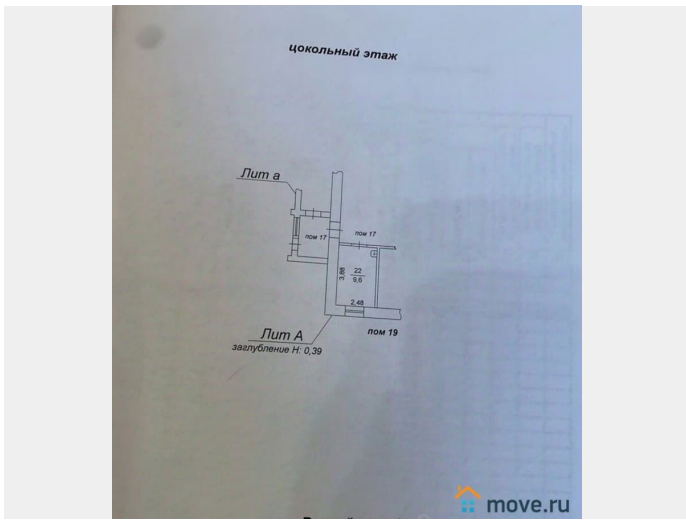 цокольный этаж
Лит а
пом 17
пом 17
22
9,6
3,88
2,48
Лит А
заглубление Н: 0,39
пом 19
move.ru